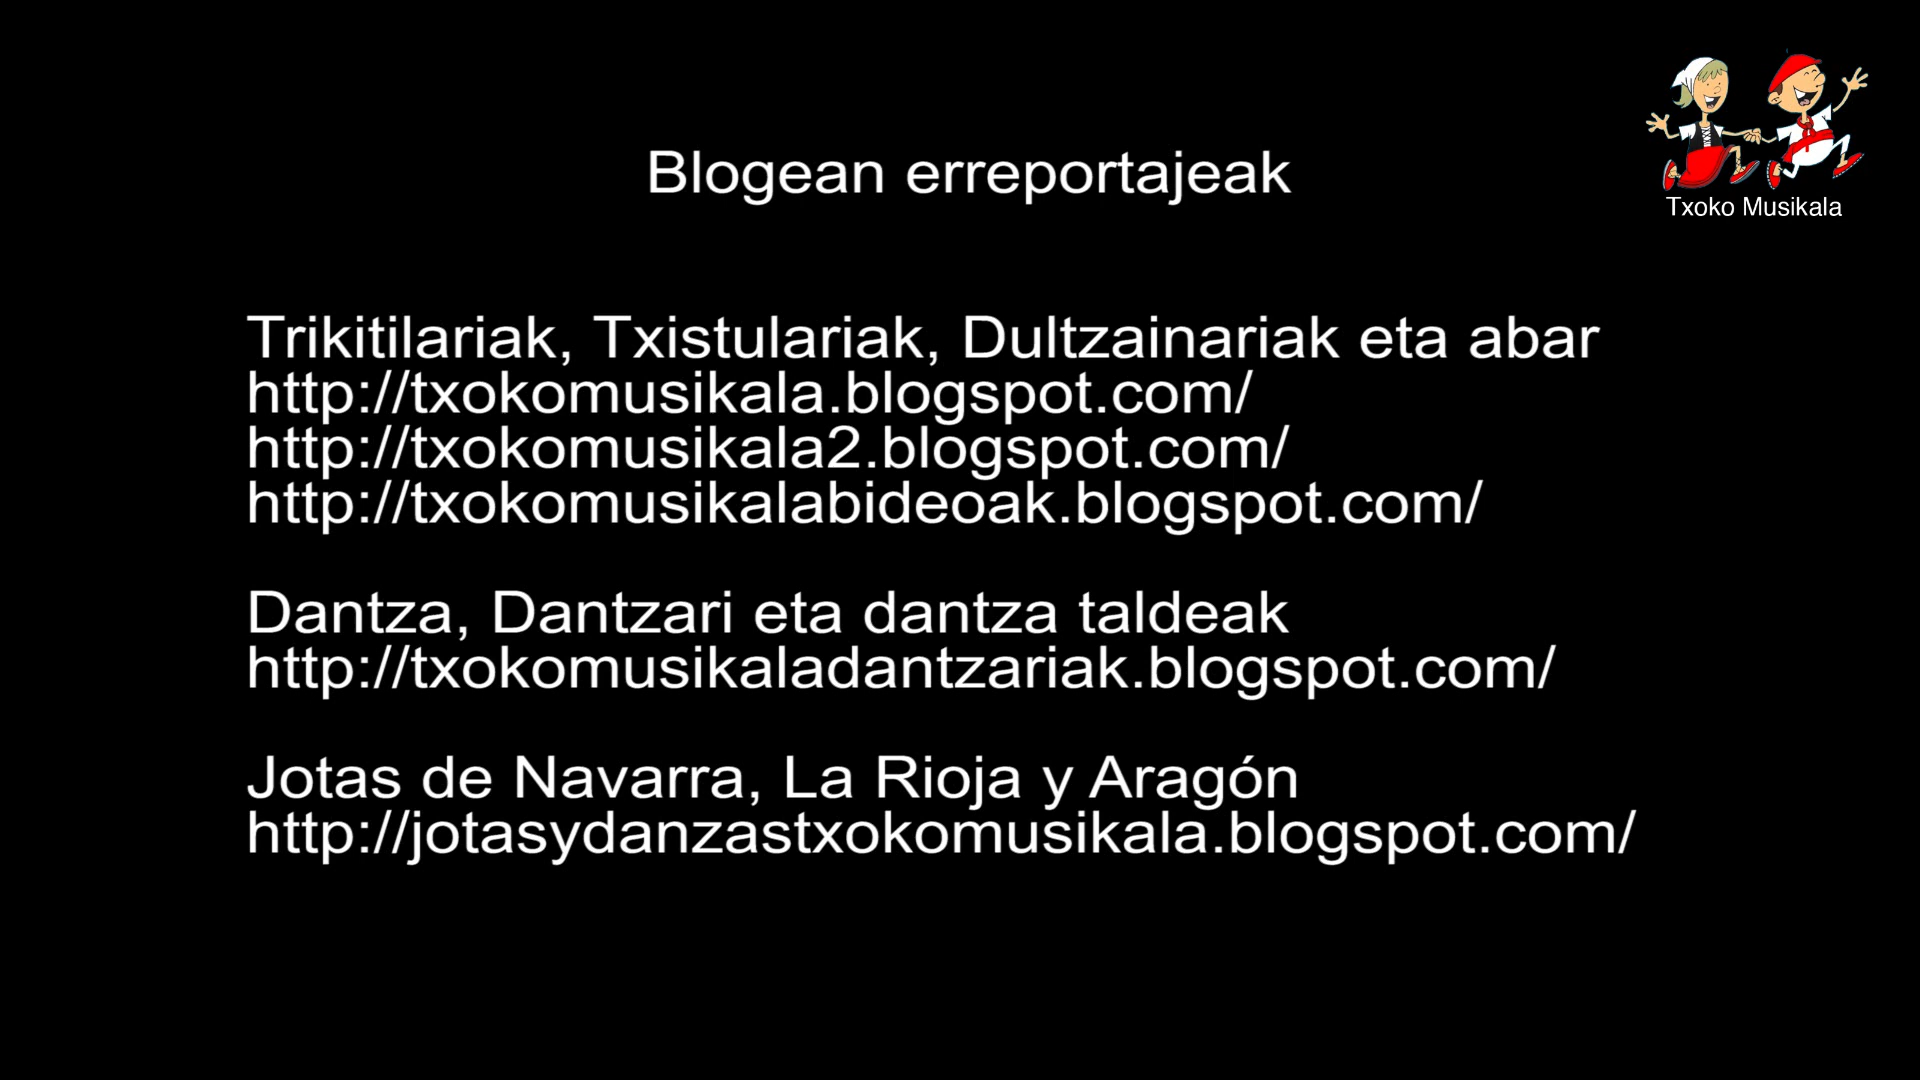 Txoko Musikala
Blogean erreportajeak
Trikitilariak, Txistulariak, Dultzainariak eta abar
http://txokomusikala.blogspot.com/
http://txokomusikala2.blogspot.com/
http://txokomusikalabideoak.blogspot.com/
Dantza, Dantzari eta dantza taldeak
http://txokomusikaladantzariak.blogspot.com/
Jotas de Navarra, La Rioja y Aragón
http://jotasydanzastxokomusikala.blogspot.com/